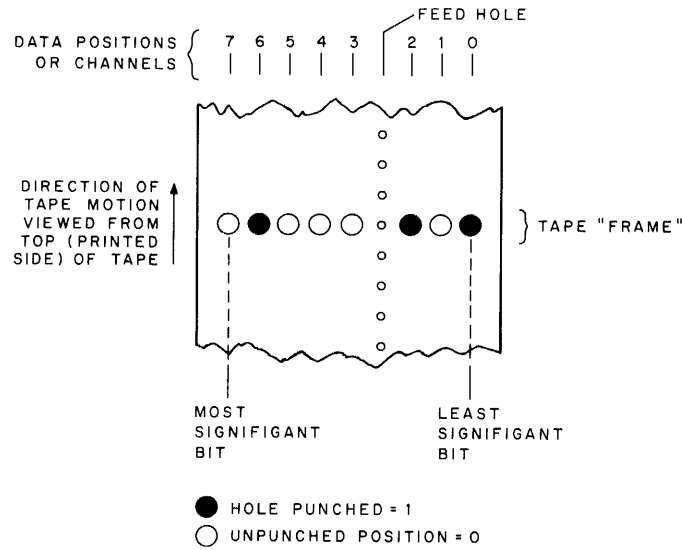 FEED HOLE
DATA POSITIONS
OR CHANNELS
7 6 5 4 3 2 1 0
DIRECTION OF
TAPE MOTION
VIEWED FROM
TOP (PRINTED
SIDE) OF TAPE
TAPE "FRAME"
MOST
SIGNIFIGANT
BIT
LEAST
SIGNIFIGANT
BIT
HOLE PUNCHED = 1
UNPUNCHED POSITION = 0